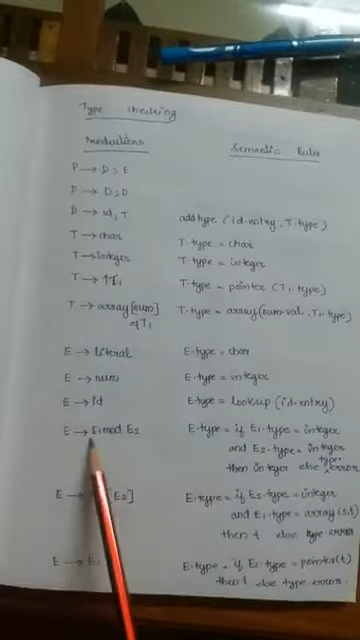 Type checking
Productions Semantic Rules
P → D ; E
D → D ; D
D → id ; T addtype (id-entry, T.type)
T → char T.type = char
T → integer T.type = integer
T → ↑T1 T.type = pointer (T1.type)
T → array[num] T.type = array(num.val, T1.type)
of T1
E → literal E.type = char
E → num E.type = integer
E → id E.type = lookup (id-entry)
E → E1 mod E2 E.type = if E1.type = integer
and E2.type = integer
then integer else type.error
E → [E2] E.type = if E2.type = integer
and E1.type = array(s,t)
then t else type-error
E → E1 E.type = if E1.type = pointer(t)
then t else type-error.